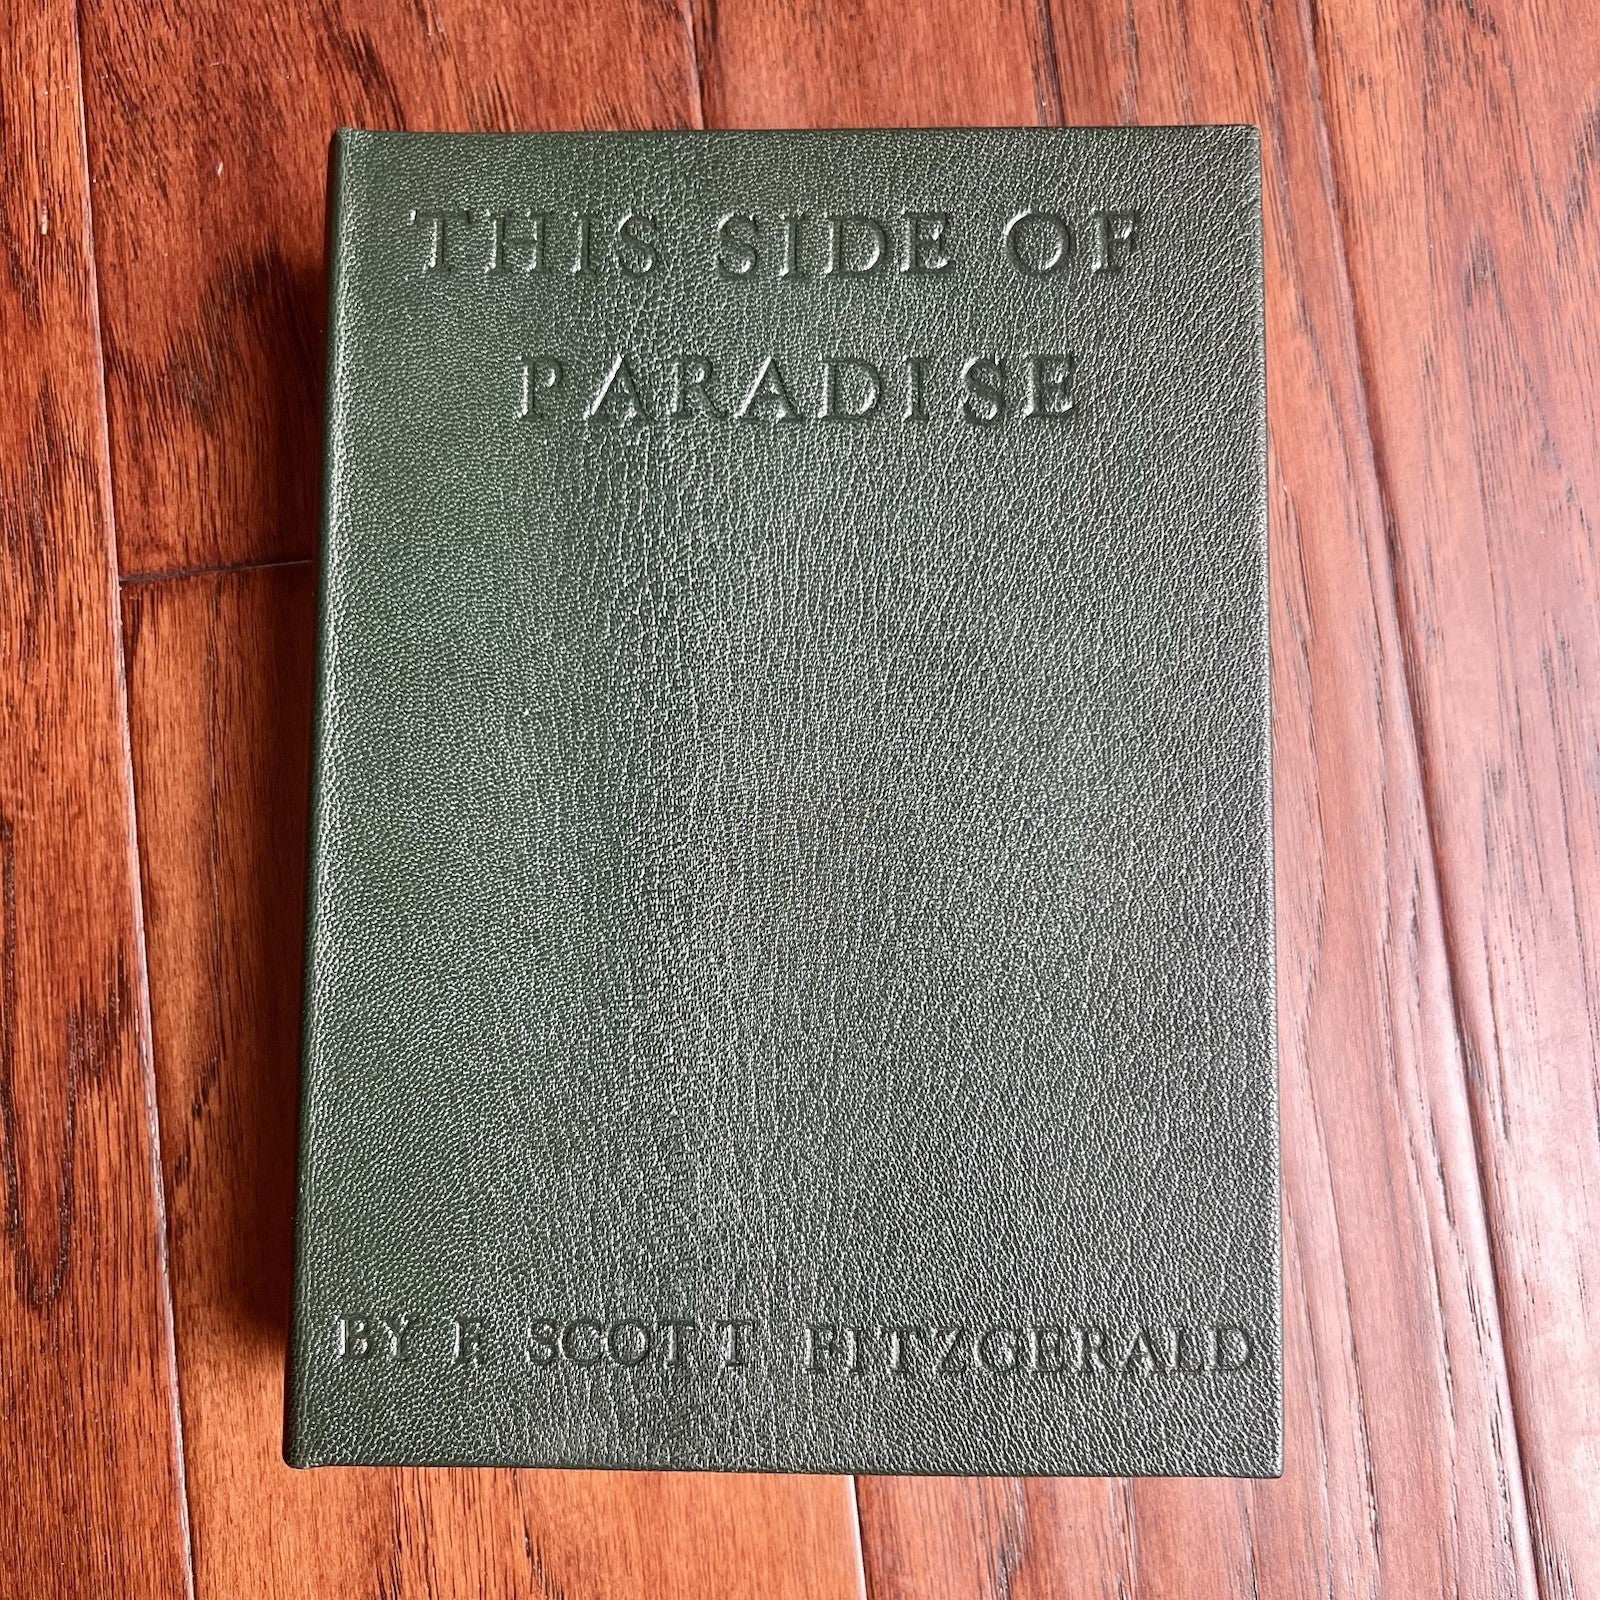 THIS SIDE OF
PARADISE
BY F. SCOTT FITZGERALD